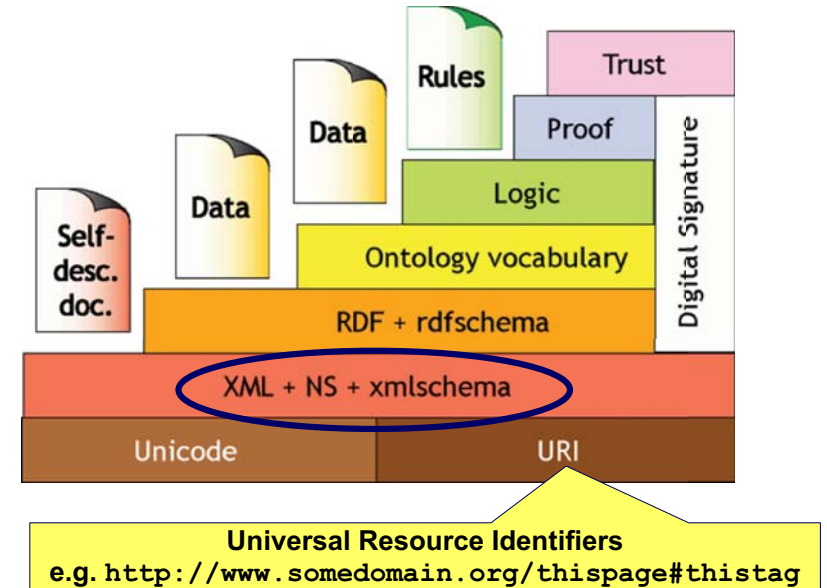 Trust
Rules
Proof
Data
Digital Signature
Logic
Data
Self-
desc.
doc.
Ontology vocabulary
RDF + rdfschema
XML + NS + xmlschema
Unicode
URI
Universal Resource Identifiers
e.g. http://www.somedomain.org/thispage#thistag